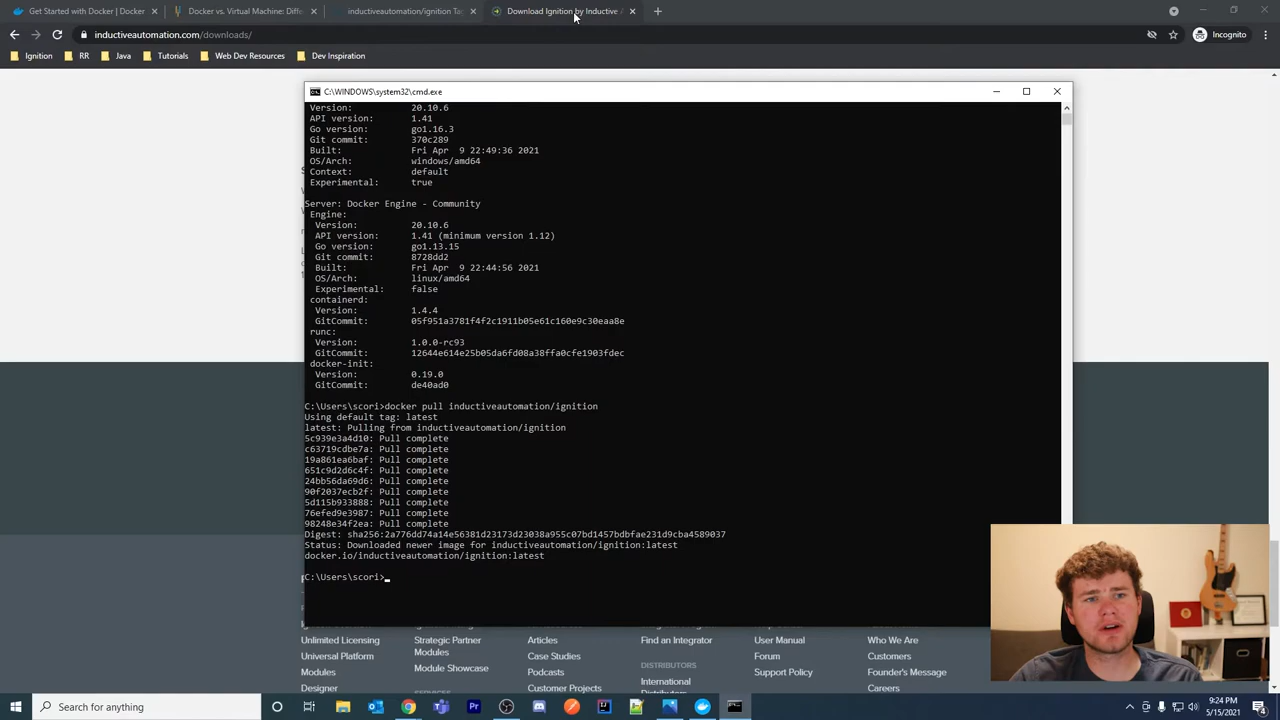 Get Started with Docker | Docker
Docker vs. Virtual Machine: Diffe
inductiveautomation/ignition Ta
Download Ignition by Inductive A
inductiveautomation.com/downloads/
Incognito
Ignition
RR
Java
Tutorials
Web Dev Resources
Dev Inspiration
C:\WINDOWS\system32\cmd.exe
Version: 20.10.6
API version: 1.41
Go version: go1.16.3
Git commit: 370c289
Built: Fri Apr 9 22:49:36 2021
OS/Arch: windows/amd64
Context: default
Experimental: true
Server: Docker Engine - Community
Engine:
Version: 20.10.6
API version: 1.41 (minimum version 1.12)
Go version: go1.13.15
Git commit: 8728dd2
Built: Fri Apr 9 22:44:56 2021
OS/Arch: linux/amd64
Experimental: false
containerd:
Version: 1.4.4
GitCommit: 05f951a3781f4f2c1911b05e61c160e9c30eaa8e
runc:
Version: 1.0.0-rc93
GitCommit: 12644e614e25b05da6fd08a38ffa0cfe1903fdec
docker-init:
Version: 0.19.0
GitCommit: de40ad0
C:\Users\scori>docker pull inductiveautomation/ignition
Using default tag: latest
latest: Pulling from inductiveautomation/ignition
5c939e3a4d10: Pull complete
c63719cdbe7a: Pull complete
19a861ea6baf: Pull complete
651c9d2d6c4f: Pull complete
24bb56da69d6: Pull complete
90f2037ecb2f: Pull complete
5d115b933888: Pull complete
76efed9e3987: Pull complete
98248e34f2ea: Pull complete
Digest: sha256:2a776dd74a14e56381d23173d23038a955c07bd1457bdbfae231d9cba4589037
Status: Downloaded newer image for inductiveautomation/ignition:latest
docker.io/inductiveautomation/ignition:latest
C:\Users\scori>
Unlimited Licensing
Universal Platform
Modules
Designer
Strategic Partner
Modules
Module Showcase
SERVICES
Articles
Case Studies
Podcasts
Customer Projects
Find an Integrator
DISTRIBUTORS
International
Distributors
User Manual
Forum
Support Policy
Who We Are
Customers
Founder's Message
Careers
Search for anything
9:24 PM
5/15/2021